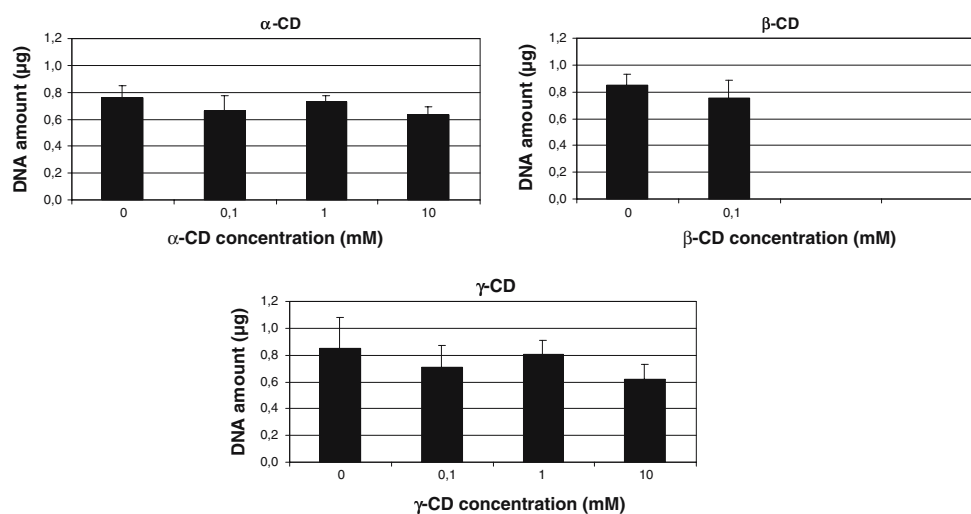 α-CD
1,2
1,0
0,8
0,6
0,4
0,2
0,0
DNA amount (µg)
0 0,1 1 10
α-CD concentration (mM)
β-CD
1,2
1,0
0,8
0,6
0,4
0,2
0,0
DNA amount (µg)
0 0,1
β-CD concentration (mM)
γ-CD
1,2
1,0
0,8
0,6
0,4
0,2
0,0
DNA amount (µg)
0 0,1 1 10
γ-CD concentration (mM)